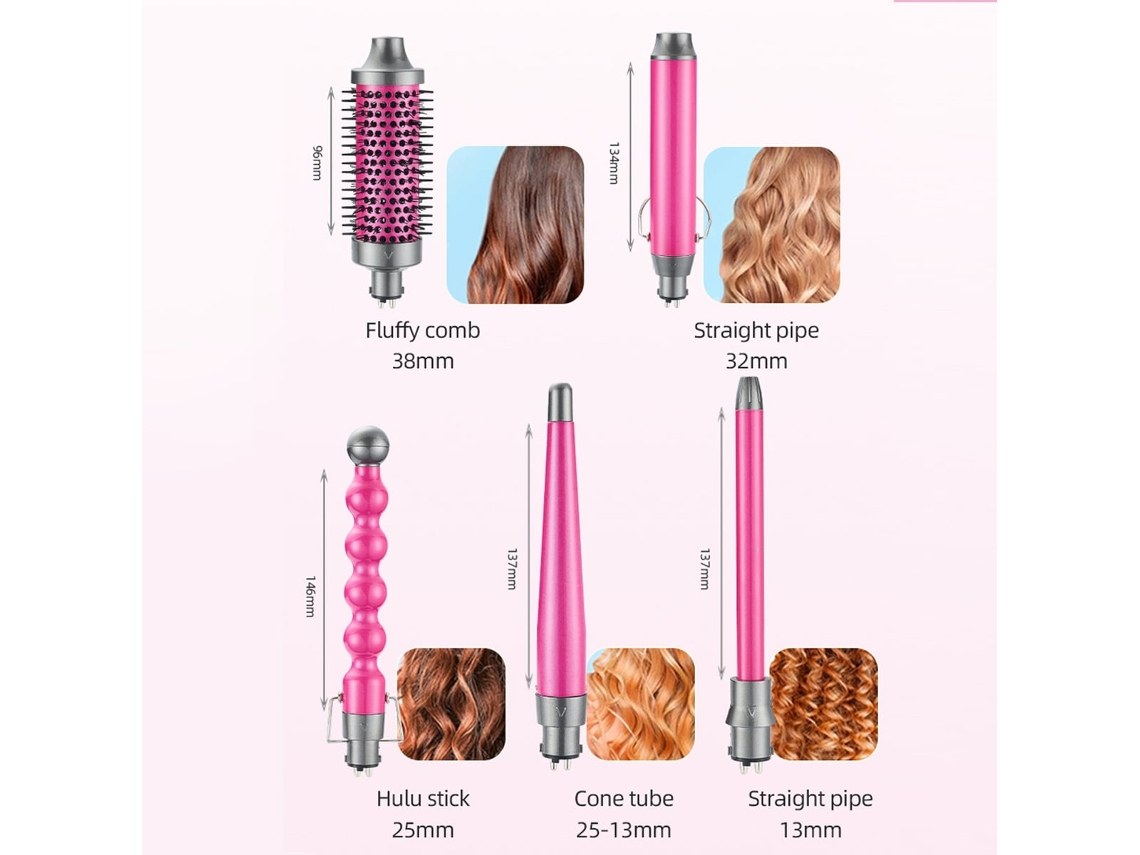 96mm
134mm
Fluffy comb
38mm
Straight pipe
32mm
146mm
137mm
137mm
Hulu stick
25mm
Cone tube
25-13mm
Straight pipe
13mm